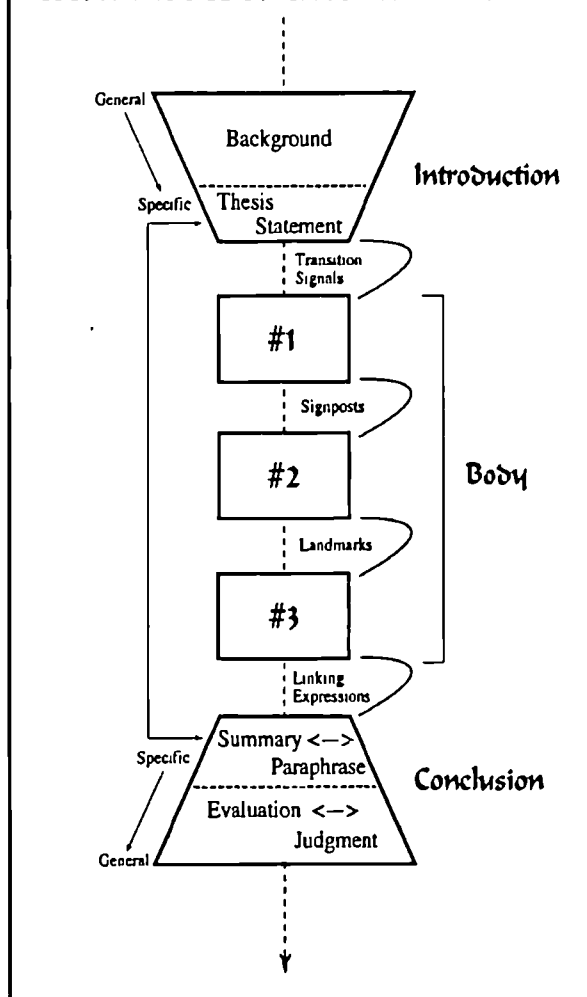 General
Background
Introduction
Specific
Thesis
Statement
Transition
Signals
#1
Signposts
#2
Body
Landmarks
#3
Linking
Expressions
Summary <—>
Specific
Paraphrase
Conclusion
Evaluation <—>
Judgment
General